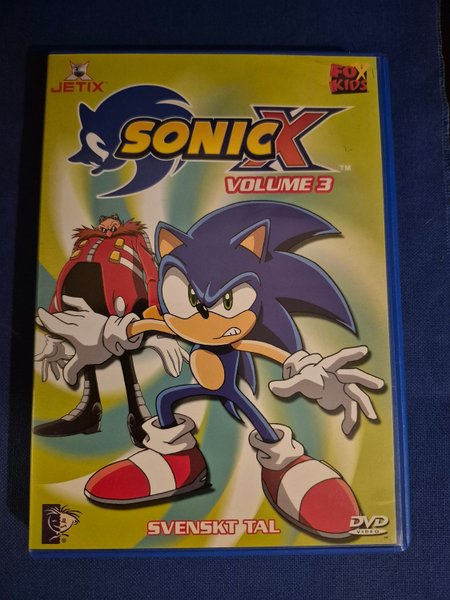 JETIX
FOX
KIDS
SONIC X
TM
VOLUME 3
SVENSKT TAL
DVD
VIDEO